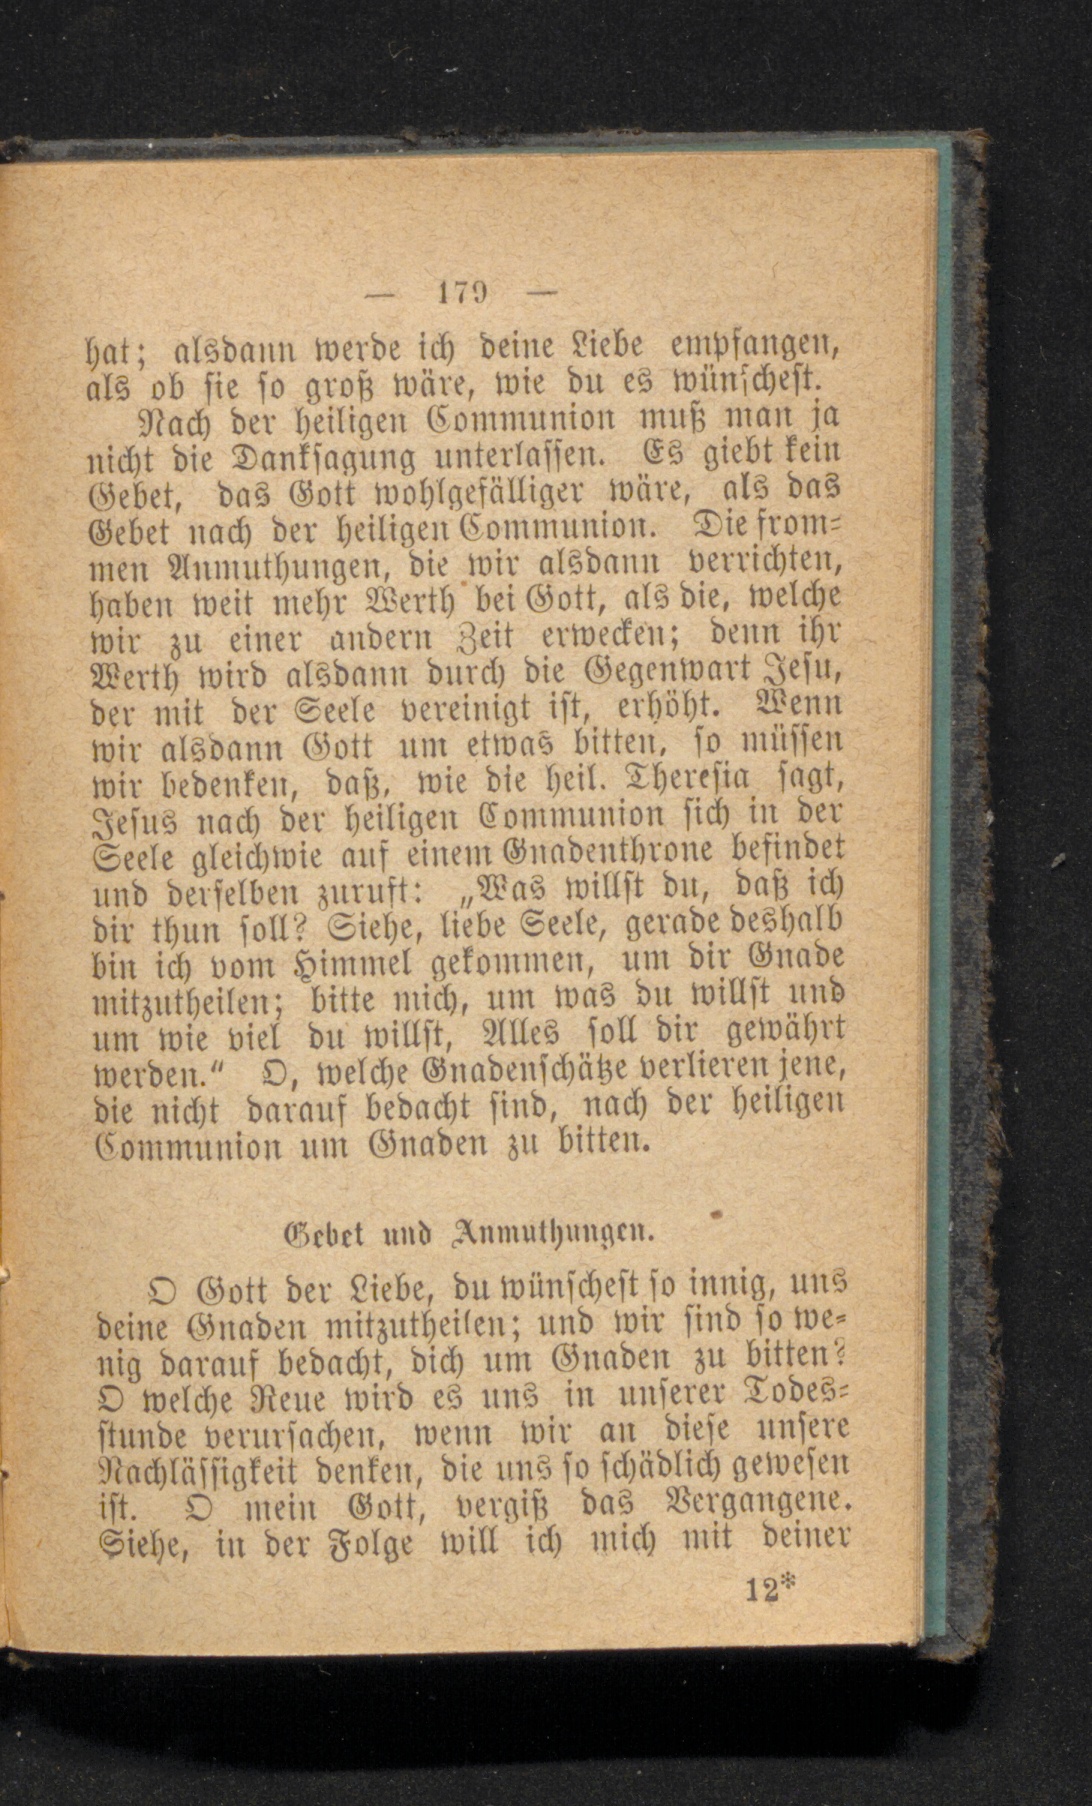 — 179 —
hat; alsdann werde ich deine Liebe empfangen,
als ob sie so groß wäre, wie du es wünschest.
Nach der heiligen Communion muß man ja
nicht die Danksagung unterlassen. Es giebt kein
Gebet, das Gott wohlgefälliger wäre, als das
Gebet nach der heiligen Communion. Die from-
men Anmuthungen, die wir alsdann verrichten,
haben weit mehr Werth bei Gott, als die, welche
wir zu einer andern Zeit erwecken; denn ihr
Werth wird alsdann durch die Gegenwart Jesu,
der mit der Seele vereinigt ist, erhöht. Wenn
wir alsdann Gott um etwas bitten, so müssen
wir bedenken, daß, wie die heil. Theresia sagt,
Jesus nach der heiligen Communion sich in der
Seele gleichwie auf einem Gnadenthrone befindet
und derselben zuruft: „Was willst du, daß ich
dir thun soll? Siehe, liebe Seele, gerade deshalb
bin ich vom Himmel gekommen, um dir Gnade
mitzutheilen; bitte mich, um was du willst und
um wie viel du willst, Alles soll dir gewährt
werden.“ O, welche Gnadenschätze verlieren jene,
die nicht darauf bedacht sind, nach der heiligen
Communion um Gnaden zu bitten.
Gebet und Anmuthungen.
O Gott der Liebe, du wünschest so innig, uns
deine Gnaden mitzutheilen; und wir sind so we-
nig darauf bedacht, dich um Gnaden zu bitten?
O welche Reue wird es uns in unserer Todes-
stunde verursachen, wenn wir an diese unsere
Nachlässigkeit denken, die uns so schädlich gewesen
ist. O mein Gott, vergiß das Vergangene.
Siehe, in der Folge will ich mich mit deiner
12*